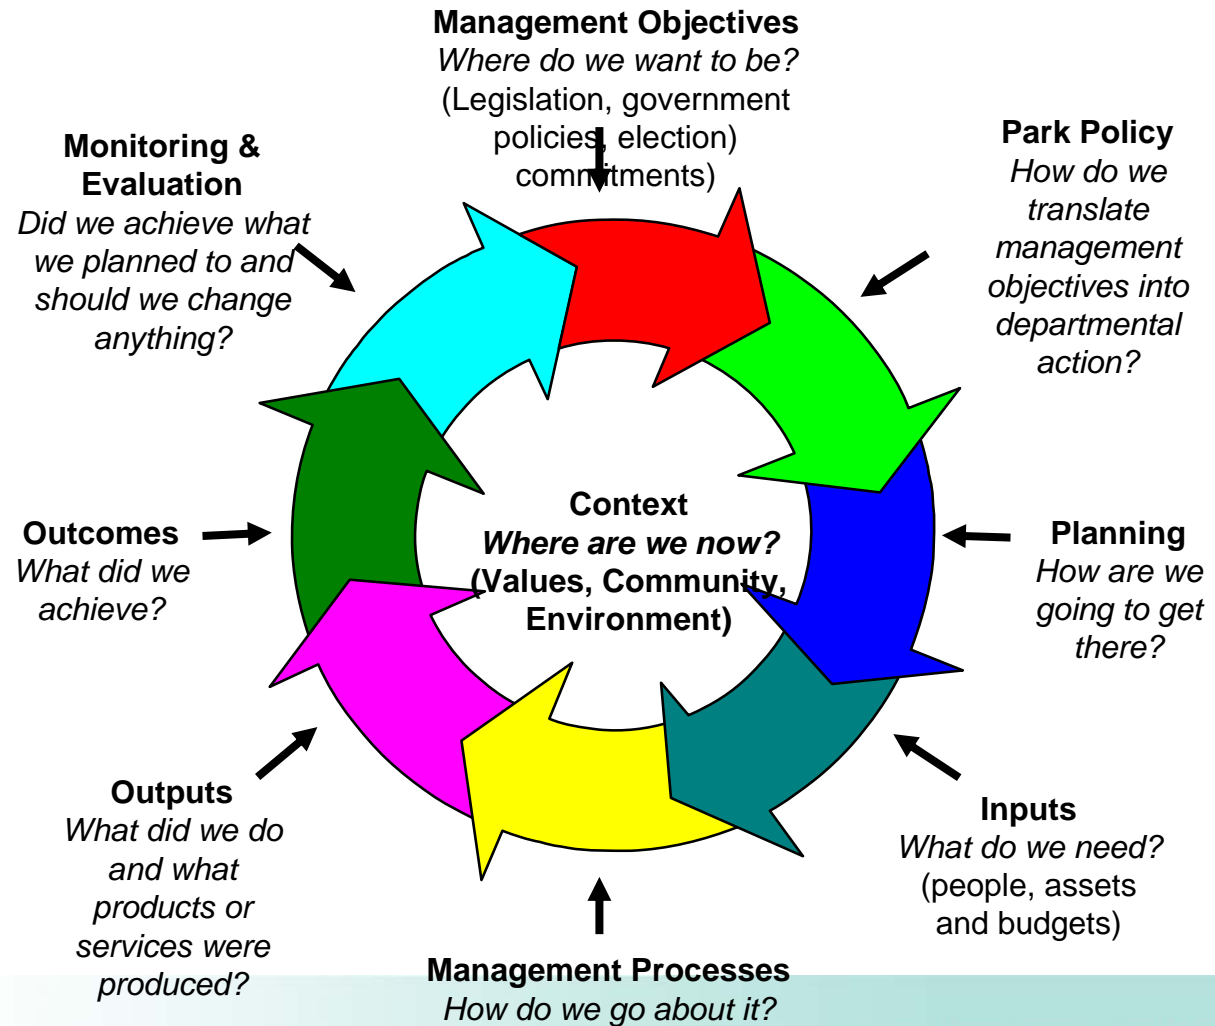 Management Objectives
Where do we want to be?
(Legislation, government
policies, election)
commitments)
Park Policy
How do we
translate
management
objectives into
departmental
action?
Planning
How are we
going to get
there?
Inputs
What do we need?
(people, assets
and budgets)
Management Processes
How do we go about it?
Outputs
What did we do
and what
products or
services were
produced?
Outcomes
What did we
achieve?
Monitoring &
Evaluation
Did we achieve what
we planned to and
should we change
anything?
Context
Where are we now?
(Values, Community,
Environment)